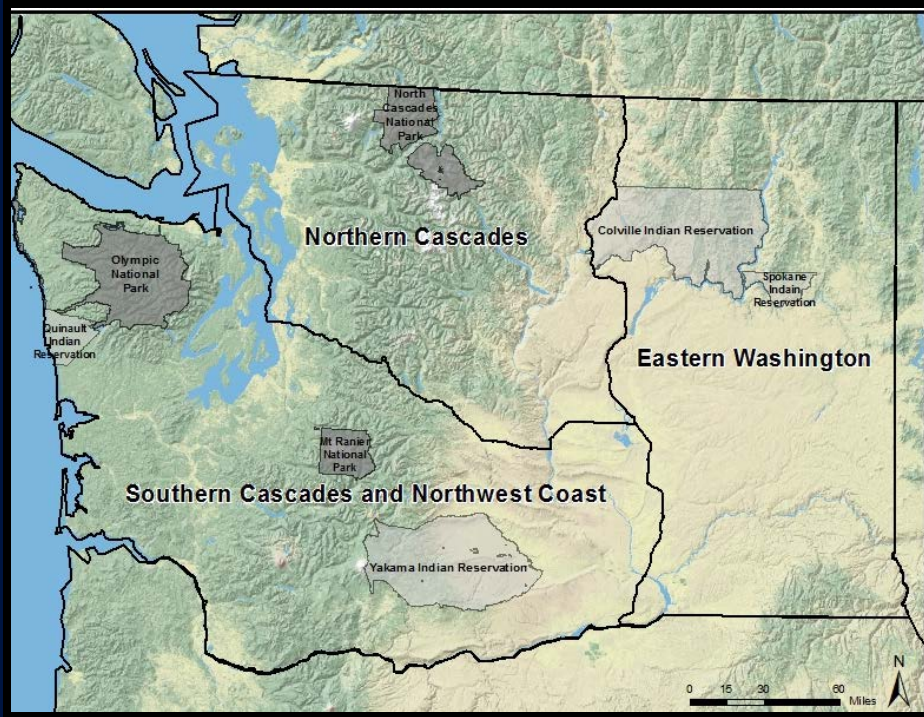 North
Cascades
National
Park
&
Northern Cascades
Colville Indian Reservation
Olympic
National
Park
Spokane
Indain
Reservation
Quinault
Indian
Reservation
Eastern Washington
Mt Ranier
National
Park
Southern Cascades and Northwest Coast
Yakama Indian Reservation
N
0 15 30 60
Miles